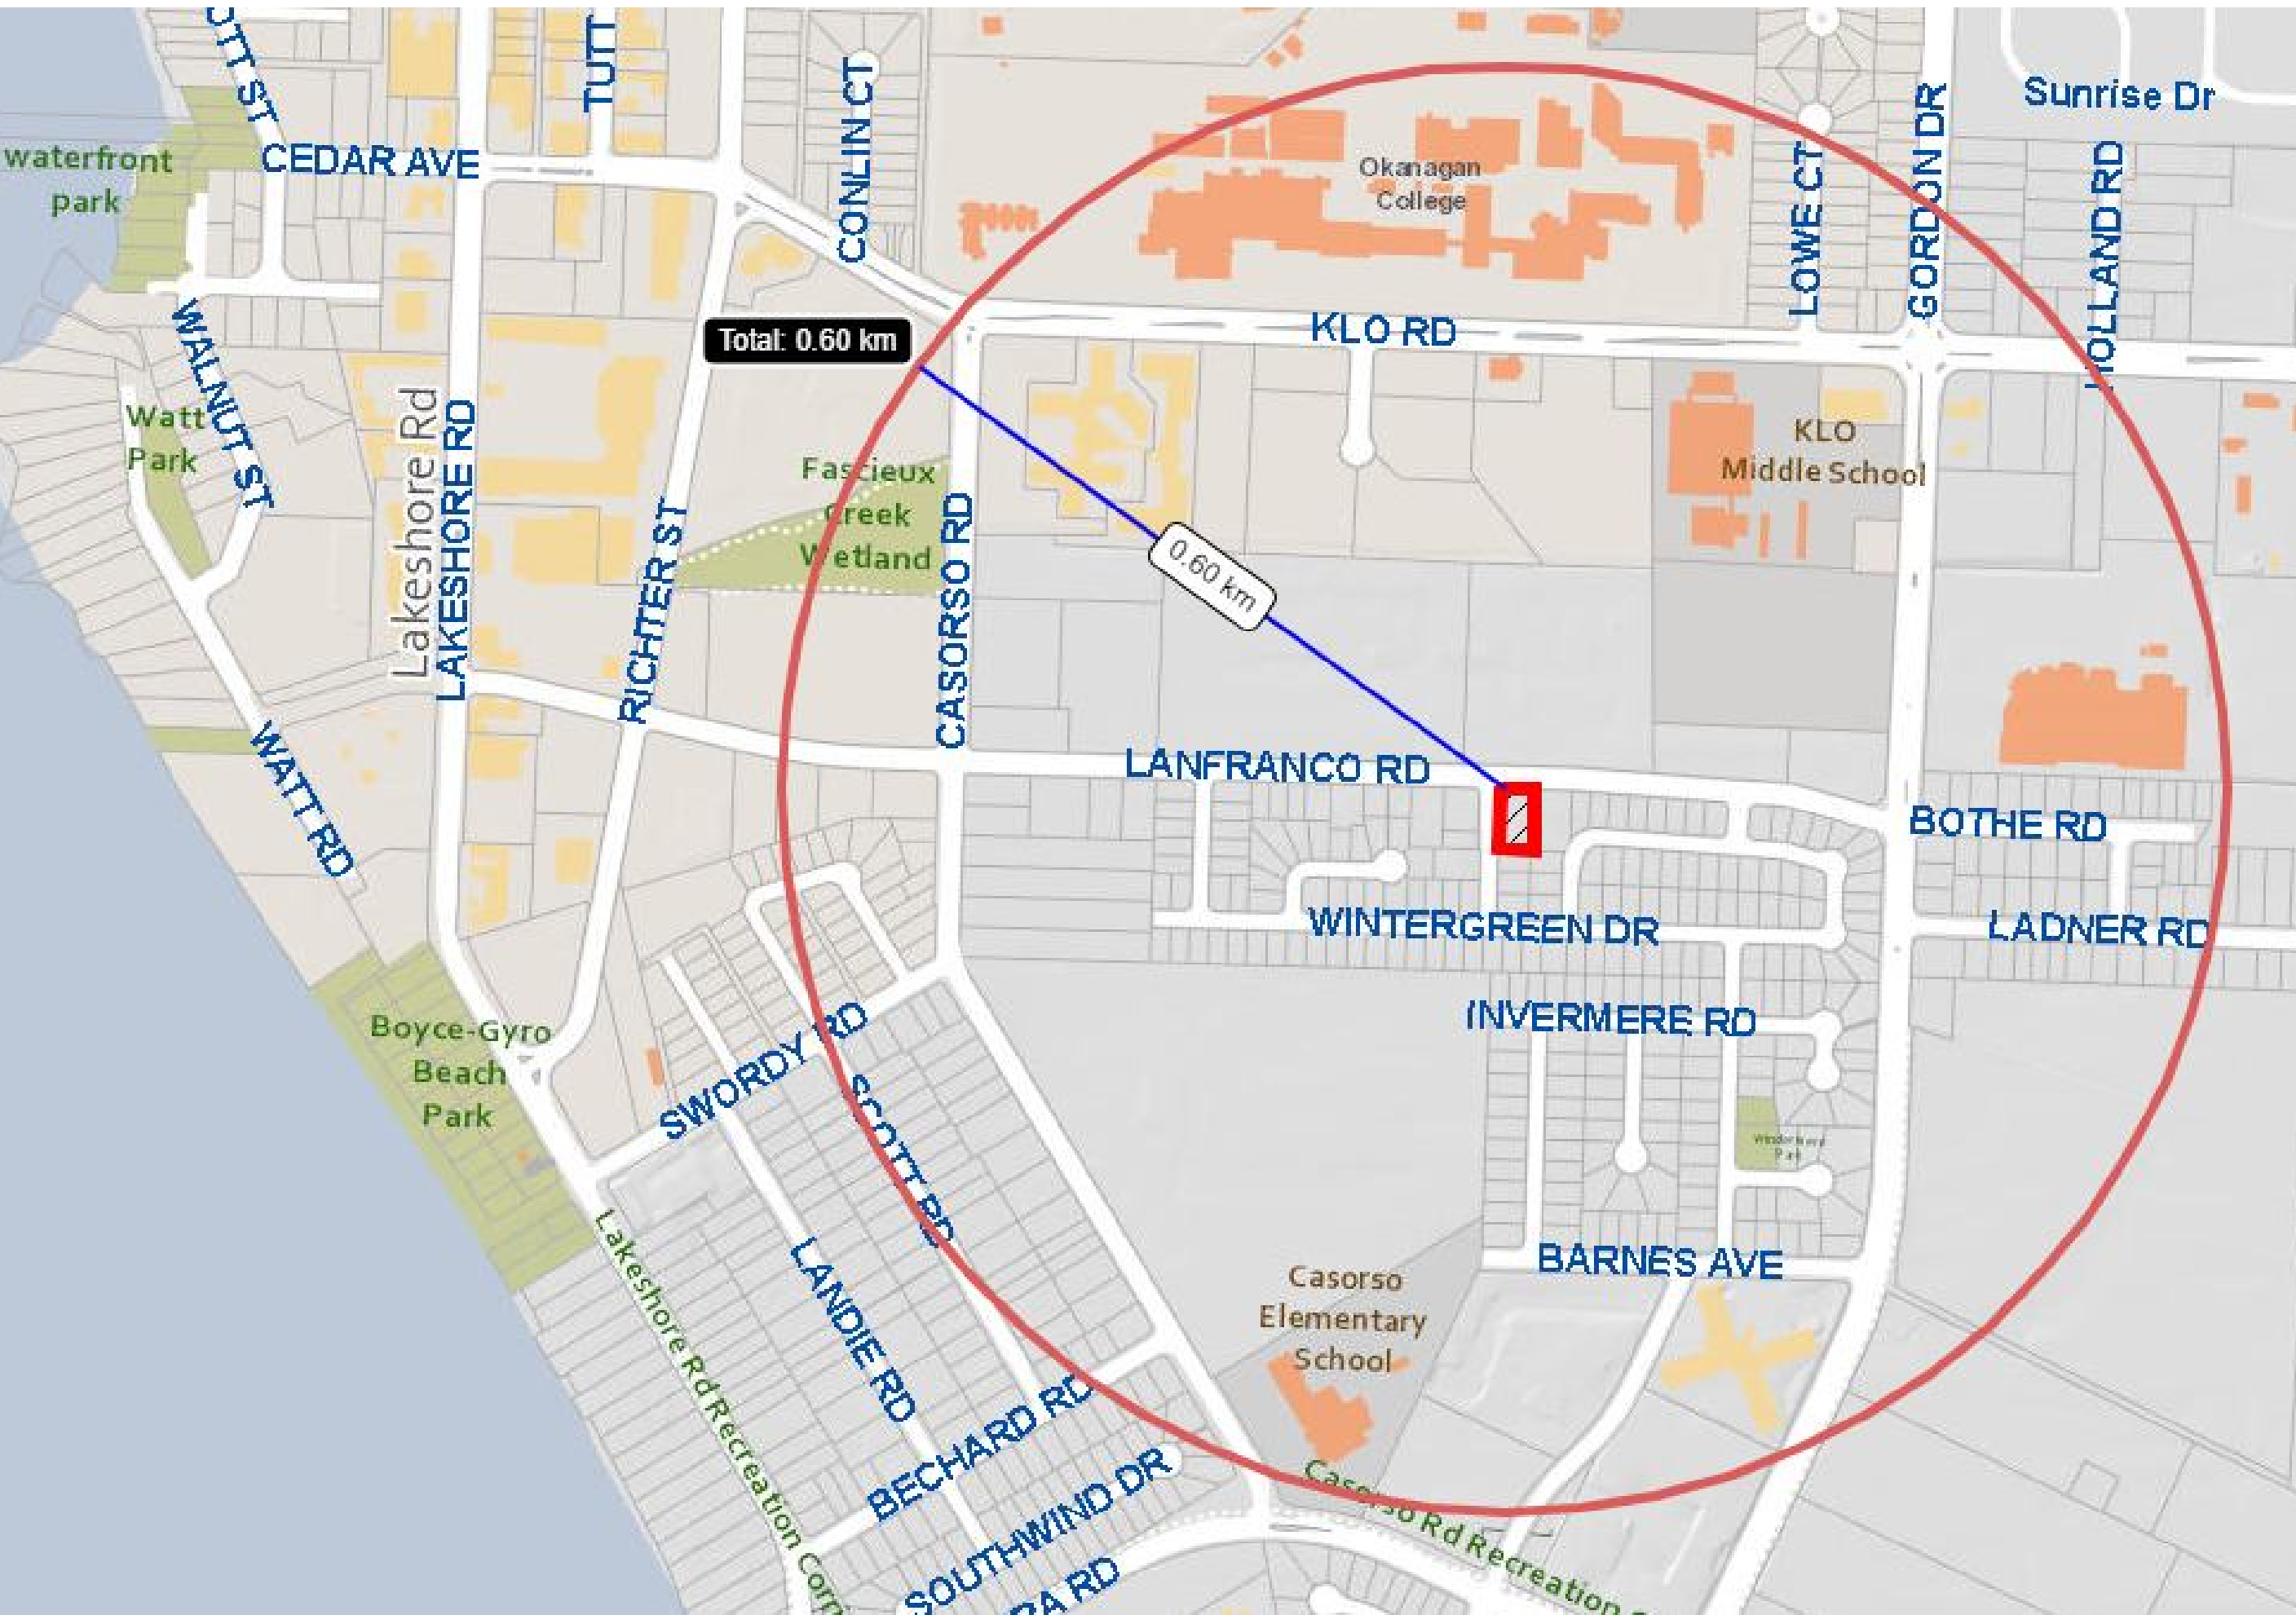 TUTT
CONLIN CT
Sunrise Dr
waterfront
park
CEDAR AVE
Okanagan
College
LOWE CT
GORDON DR
HOLLAND RD
WALNUT ST
Total: 0.60 km
KLO RD
Watt
Park
Lakeshore Rd
LAKESHORE RD
KLO
Middle School
Fascieux
Creek
Wetland
RICHTER ST
CASORSO RD
0.60 km
WATT RD
LANFRANCO RD
BOTHE RD
WINTERGREEN DR
LADNER RD
Boyce-Gyro
Beach
Park
SWORDY RD
INVERMERE RD
SCOTT RD
Park
LANDIE RD
BARNES AVE
Casorso
Elementary
School
Lakeshore Rd Recreation Corri
BECHARD RD
SOUTHWIND DR
Casorso Rd Recreation
RD